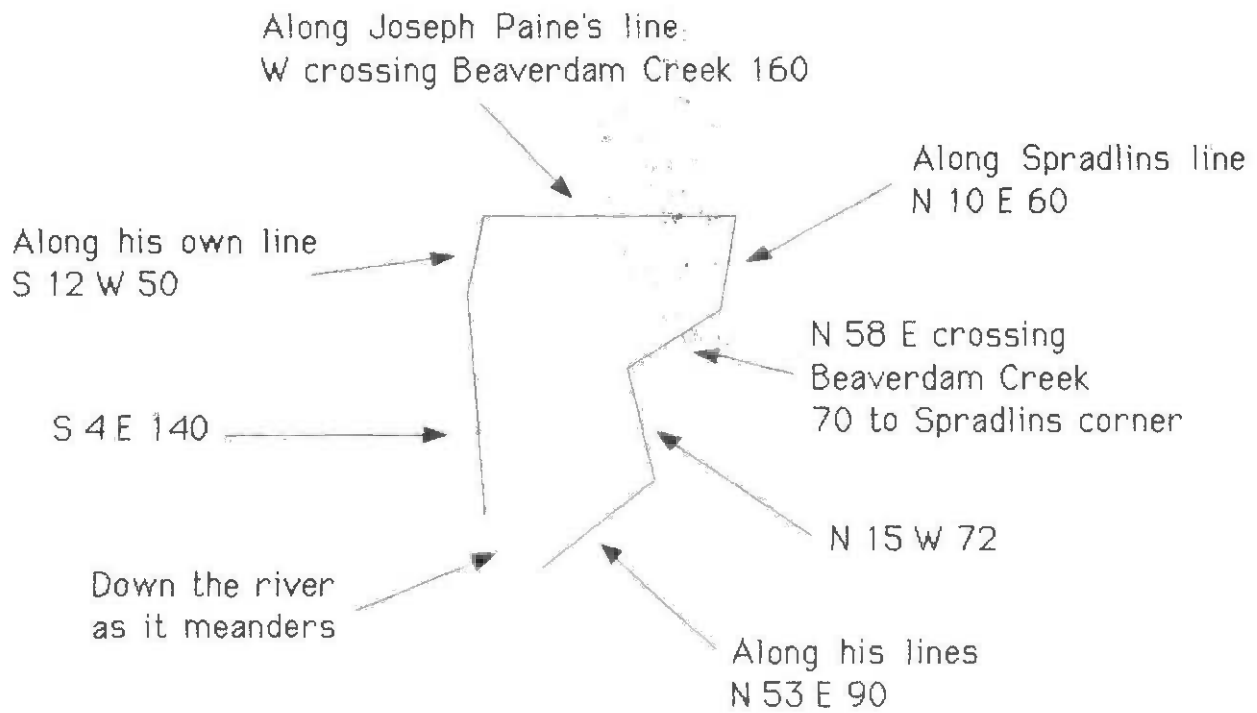 Along Joseph Paine's line
W crossing Beaverdam Creek 160
Along Spradlins line
N 10 E 60
Along his own line
S 12 W 50
N 58 E crossing
Beaverdam Creek
70 to Spradlins corner
S 4 E 140
N 15 W 72
Down the river
as it meanders
Along his lines
N 53 E 90